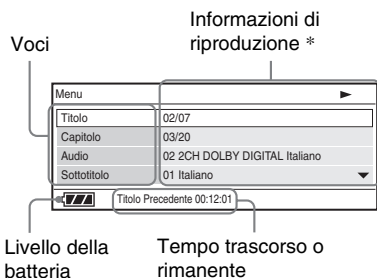 Informazioni di
riproduzione *
Voci
Menu
Titolo 02/07
Capitolo 03/20
Audio 02 2CH DOLBY DIGITAL Italiano
Sottotitolo 01 Italiano
Titolo Precedente 00:12:01
Livello della
batteria
Tempo trascorso o
rimanente